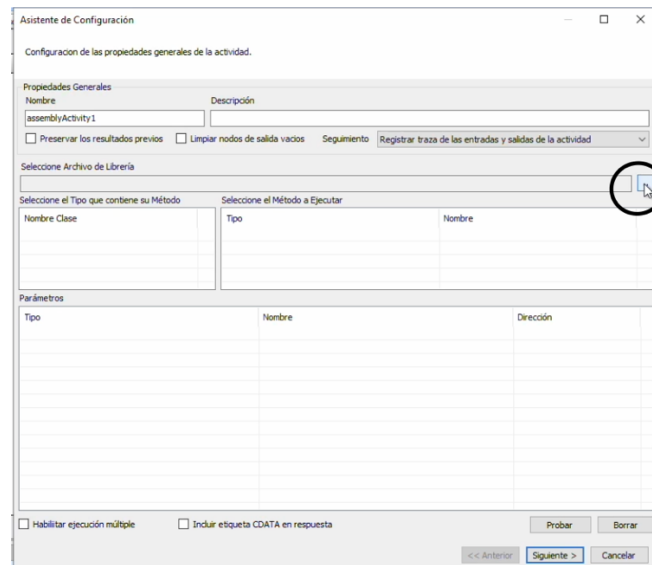 Asistente de Configuración
Configuracion de las propiedades generales de la actividad.
Propiedades Generales
Nombre Descripción
assemblyActivity1
Preservar los resultados previos Limpiar nodos de salida vacios Seguimiento Registrar traza de las entradas y salidas de la actividad
Seleccione Archivo de Librería
Seleccione el Tipo que contiene su Método Seleccione el Método a Ejecutar
Nombre Clase Tipo Nombre
Parámetros
Tipo Nombre Dirección
Habilitar ejecución múltiple Incluir etiqueta CDATA en respuesta Probar Borrar
<< Anterior Siguiente > Cancelar